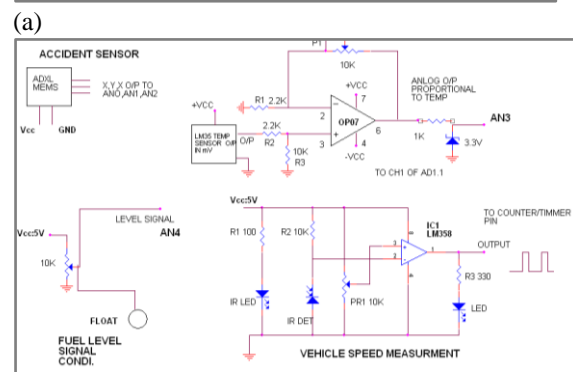 (a)
ACCIDENT SENSOR
ADXL
MEMS
X,Y,X O/P TO
AN0,AN1,AN2
Vcc
GND
P1
10K
+VCC
R1 2.2K
2
7
OP07
6
3
4
-VCC
+VCC
LM35 TEMP
SENSOR O/P
IN mV
O/P
2.2K
R2
10K
R3
ANLOG O/P
PROPORTIONAL
TO TEMP
1K
AN3
3.3V
TO CH1 OF AD1.1
LEVEL SIGNAL
AN4
Vcc:5V
10K
FLOAT
FUEL LEVEL
SIGNAL
CONDI.
Vcc:5V
R1 100
R2 10K
IR LED
IR DET
PR1 10K
IC1
LM358
3
2
1
OUTPUT
TO COUNTER/TIMMER
PIN
R3 330
LED
VEHICLE SPEED MEASURMENT